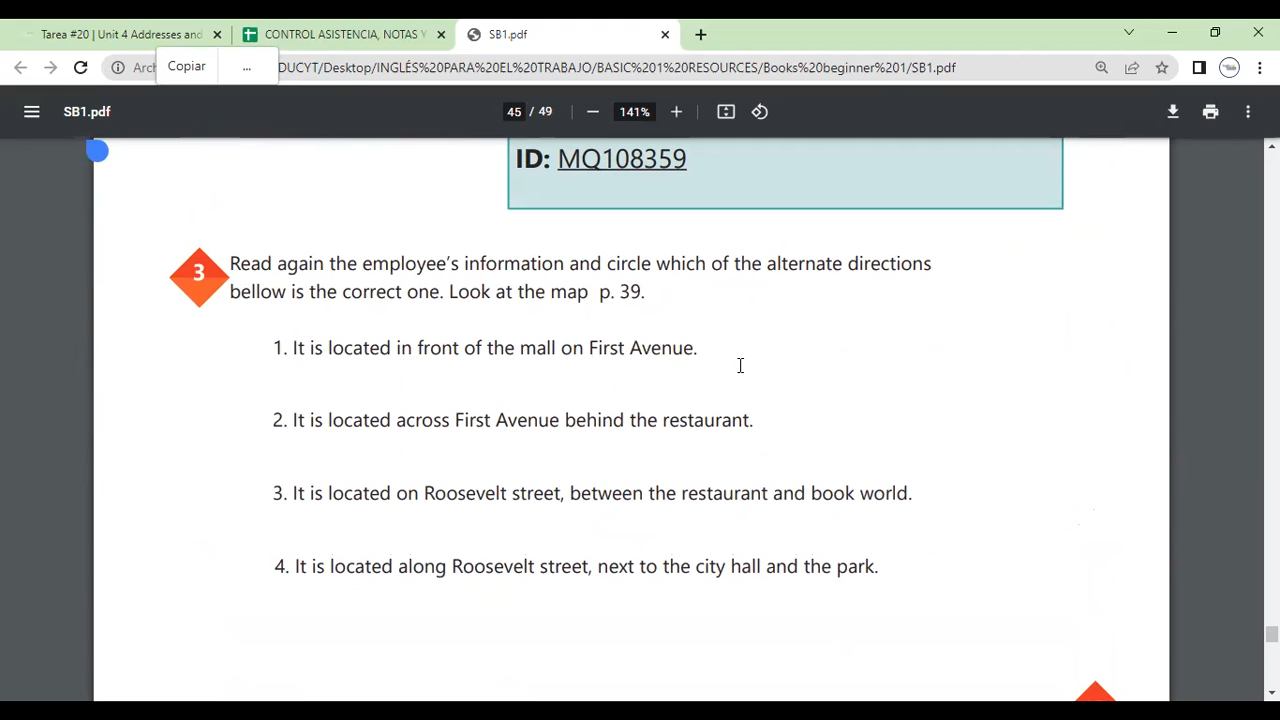 Tarea #20 | Unit 4 Addresses and
CONTROL ASISTENCIA, NOTAS Y
SB1.pdf
Copiar
...
Arch
DUCYT/Desktop/INGLÉS%20PARA%20EL%20TRABAJO/BASIC%201%20RESOURCES/Books%20beginner%201/SB1.pdf
SB1.pdf
45 / 49
141%
ID: MQ108359
3
Read again the employee's information and circle which of the alternate directions
bellow is the correct one. Look at the map p. 39.
1. It is located in front of the mall on First Avenue.
2. It is located across First Avenue behind the restaurant.
3. It is located on Roosevelt street, between the restaurant and book world.
4. It is located along Roosevelt street, next to the city hall and the park.